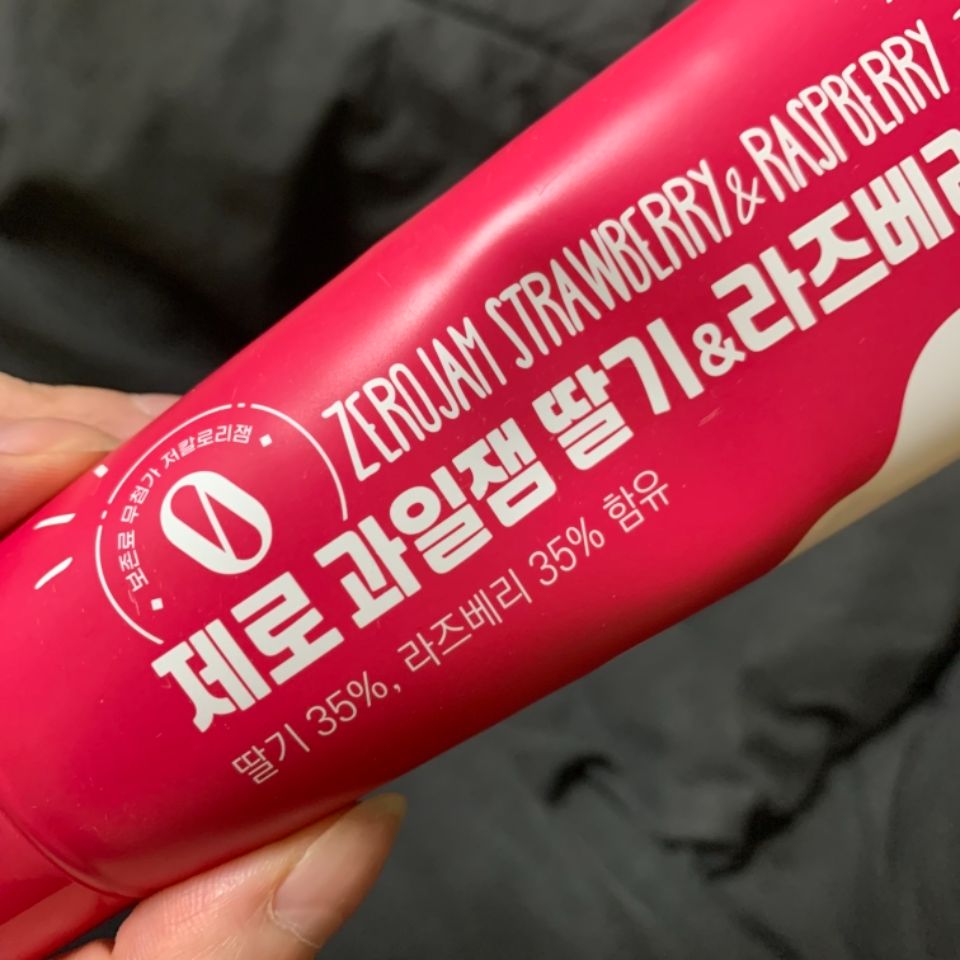 ZEROJAM STRAWBERRY & RASPBERRY
보존료 무첨가 저칼로리잼
제로 과일잼 딸기&라즈베리
딸기 35%, 라즈베리 35% 함유